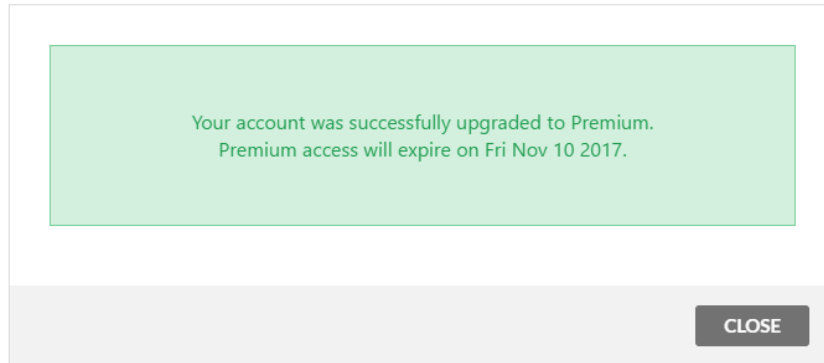 Your account was successfully upgraded to Premium.
Premium access will expire on Fri Nov 10 2017.
CLOSE